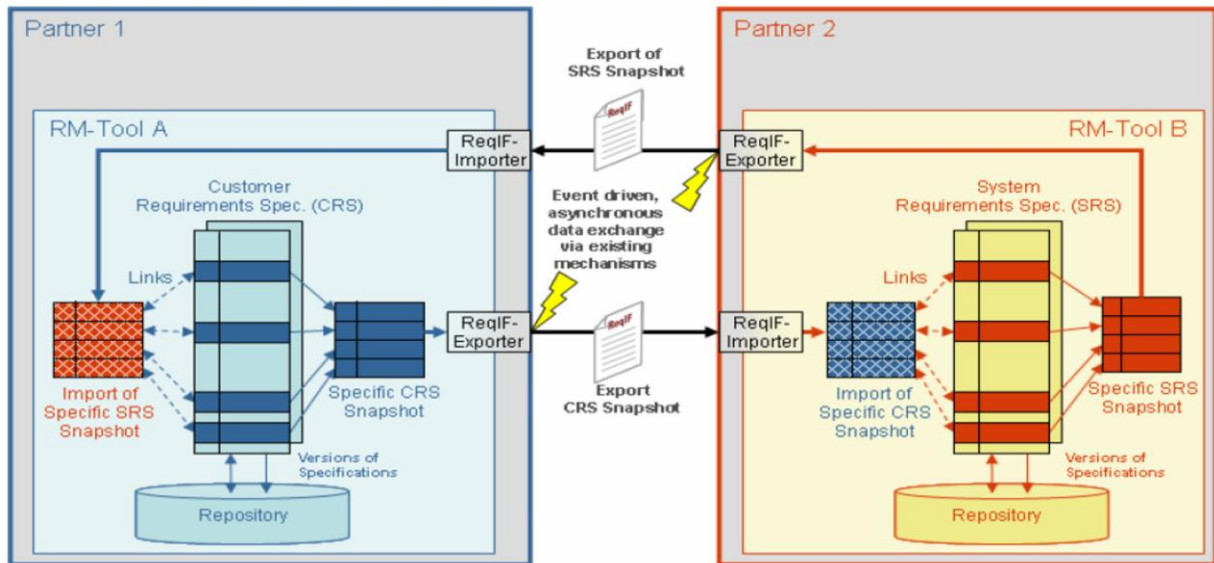 Partner 1
Partner 2
Export of
SRS Snapshot
ReqIF
RM-Tool A
RM-Tool B
ReqIF-
Importer
ReqIF-
Exporter
Customer
Requirements Spec. (CRS)
Event driven,
asynchronous
data exchange
via existing
mechanisms
System
Requirements Spec. (SRS)
Links
Links
ReqIF-
Exporter
ReqIF
ReqIF-
Importer
Import of
Specific SRS
Snapshot
Specific CRS
Snapshot
Export
CRS Snapshot
Import of
Specific CRS
Snapshot
Specific SRS
Snapshot
Versions of
Specifications
Versions of
Specifications
Repository
Repository